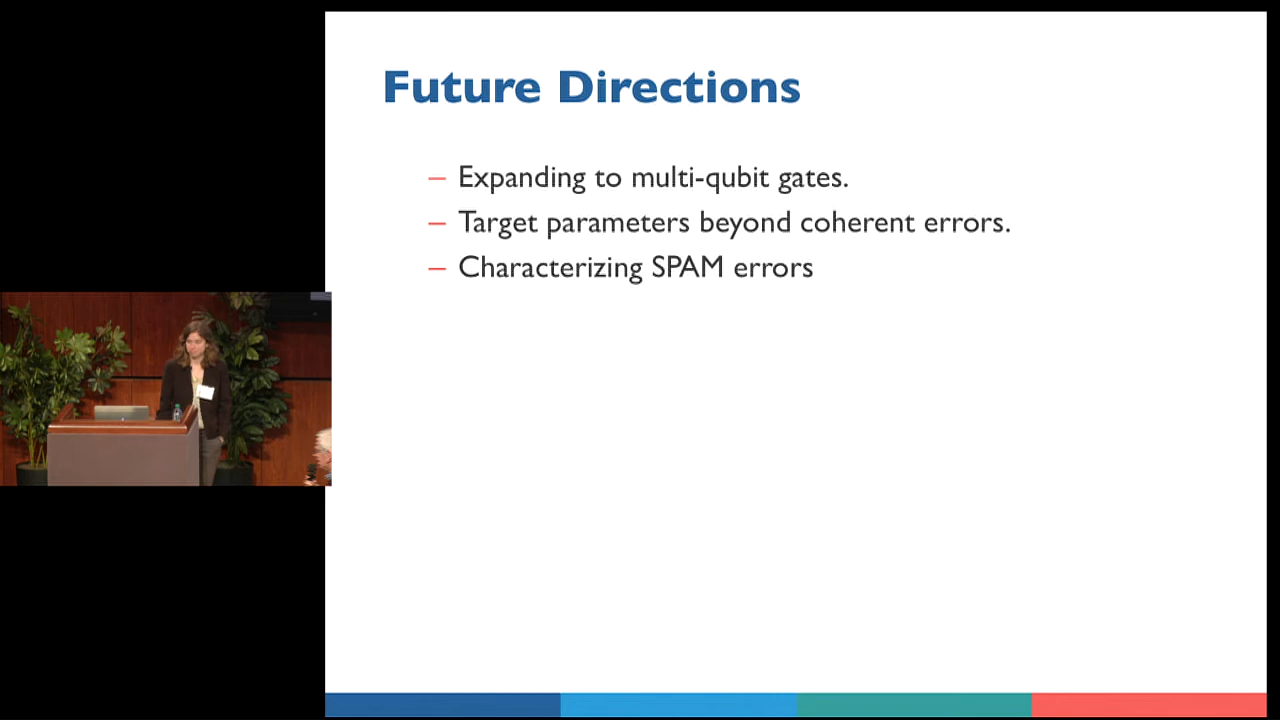 Future Directions
– Expanding to multi-qubit gates.
– Target parameters beyond coherent errors.
– Characterizing SPAM errors